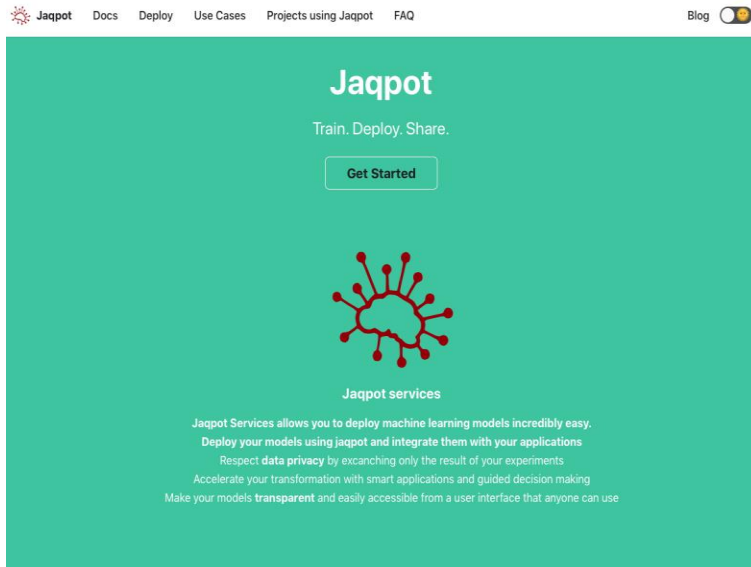 Jaqpot Docs Deploy Use Cases Projects using Jaqpot FAQ Blog
Jaqpot
Train. Deploy. Share.
Get Started
Jaqpot services
Jaqpot Services allows you to deploy machine learning models incredibly easy.
Deploy your models using jaqpot and integrate them with your applications
Respect data privacy by excanching only the result of your experiments
Accelerate your transformation with smart applications and guided decision making
Make your models transparent and easily accessible from a user interface that anyone can use